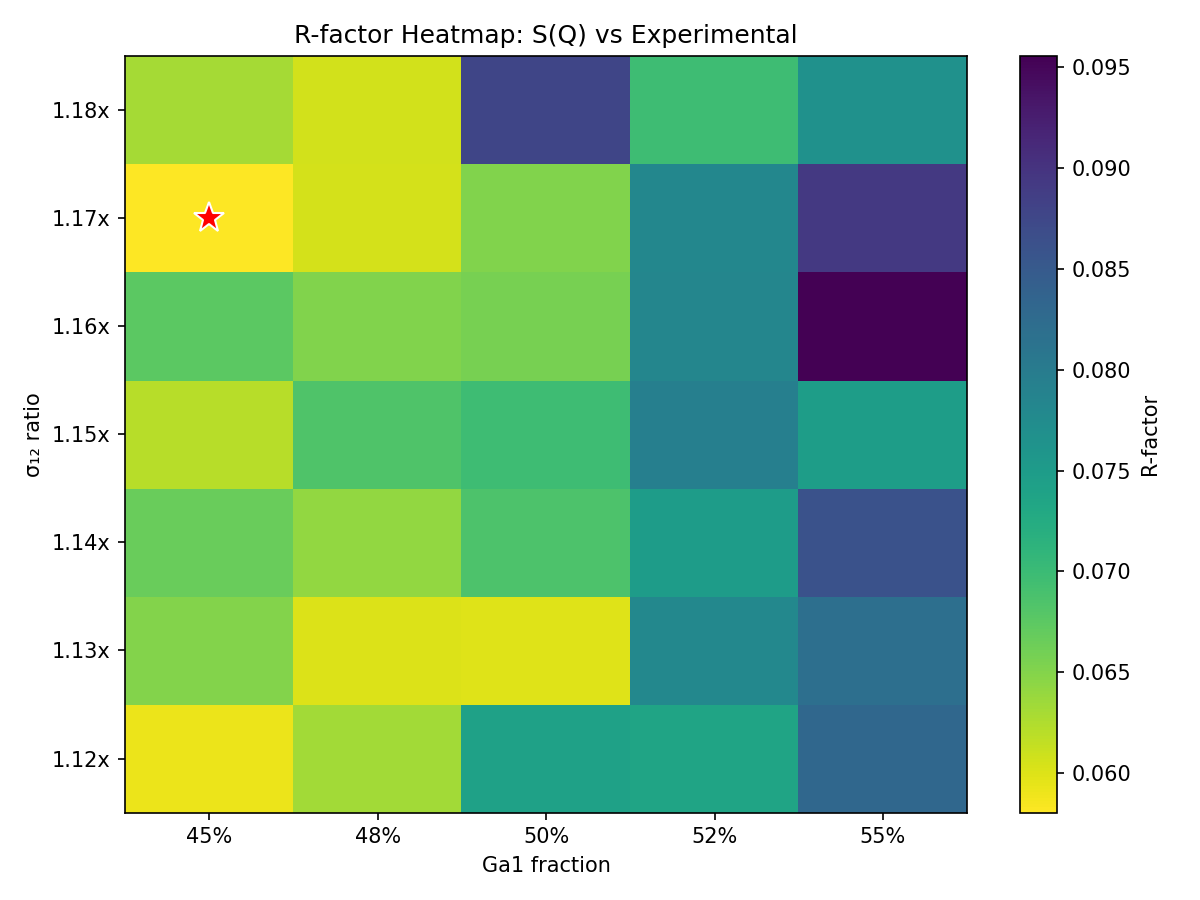 R-factor Heatmap: S(Q) vs Experimental
1.18x
1.17x
1.16x
1.15x
1.14x
1.13x
1.12x
σ₁₂ ratio
45% 48% 50% 52% 55%
Ga1 fraction
0.095
0.090
0.085
0.080
0.075
0.070
0.065
0.060
R-factor